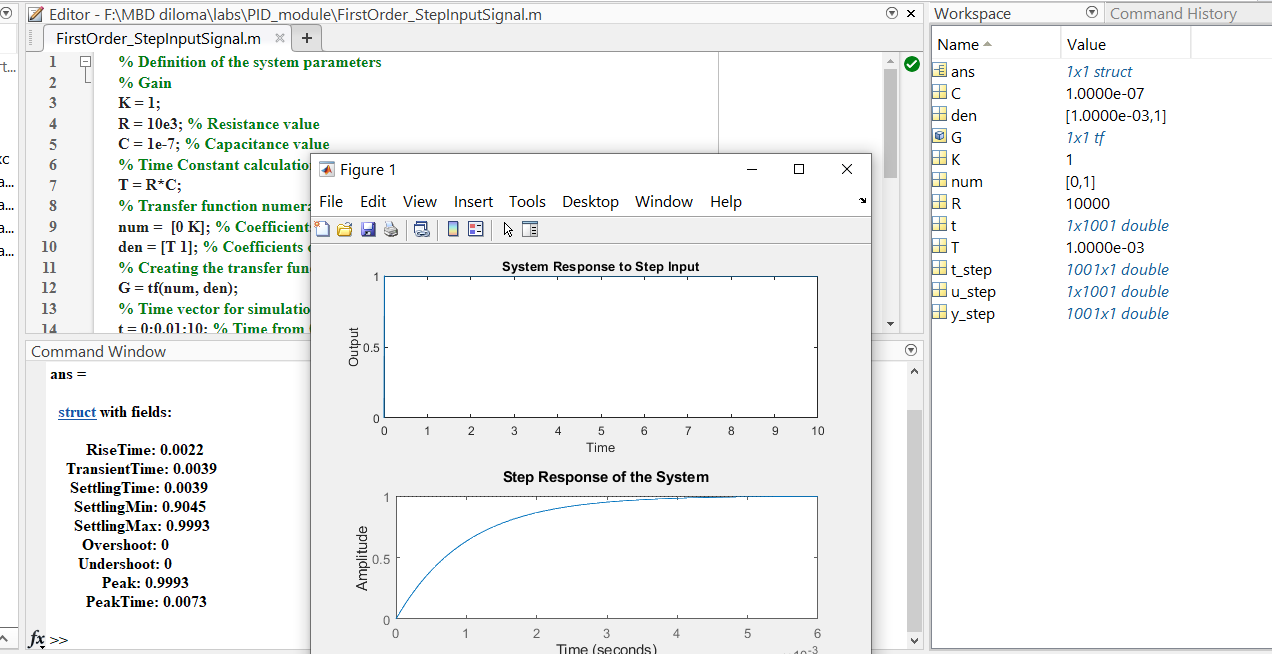 Editor - F:\MBD diloma\labs\PID_module\FirstOrder_StepInputSignal.m
FirstOrder_StepInputSignal.m
1 % Definition of the system parameters
2 % Gain
3 K = 1;
4 R = 10e3; % Resistance value
5 C = 1e-7; % Capacitance value
6 % Time Constant calculatio
7 T = R*C;
8 % Transfer function numera
9 num = [0 K]; % Coefficient
10 den = [T 1]; % Coefficients
11 % Creating the transfer fun
12 G = tf(num, den);
13 % Time vector for simulatio
14 t = 0:0.01:10; % Time from
Command Window
ans =
struct with fields:
RiseTime: 0.0022
TransientTime: 0.0039
SettlingTime: 0.0039
SettlingMin: 0.9045
SettlingMax: 0.9993
Overshoot: 0
Undershoot: 0
Peak: 0.9993
PeakTime: 0.0073
fx >>
Figure 1
File Edit View Insert Tools Desktop Window Help
System Response to Step Input
Output
1
0.5
0
0 1 2 3 4 5 6 7 8 9 10
Time
Step Response of the System
Amplitude
1
0.5
0
0 1 2 3 4 5 6
Time (seconds)
Workspace Command History
Name Value
ans 1x1 struct
C 1.0000e-07
den [1.0000e-03,1]
G 1x1 tf
K 1
num [0,1]
R 10000
t 1x1001 double
T 1.0000e-03
t_step 1001x1 double
u_step 1x1001 double
y_step 1001x1 double